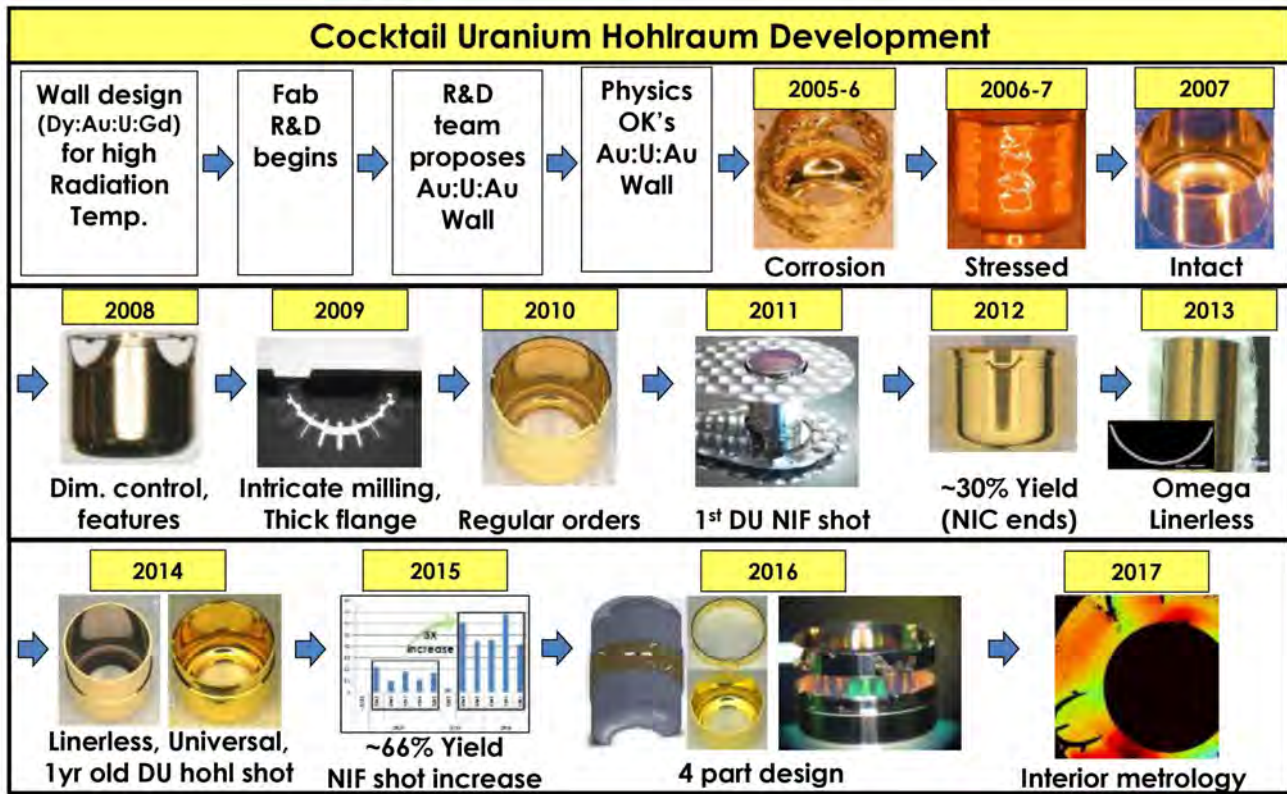 Cocktail Uranium Hohlraum Development
Wall design
(Dy:Au:U:Gd)
for high
Radiation
Temp.
Fab
R&D
begins
R&D
team
proposes
Au:U:Au
Wall
Physics
OK's
Au:U:Au
Wall
2005-6
Corrosion
2006-7
Stressed
2007
Intact
2008
Dim. control,
features
2009
Intricate milling,
Thick flange
2010
Regular orders
2011
1st DU NIF shot
2012
~30% Yield
(NIC ends)
2013
Omega
Linerless
2014
Linerless, Universal,
1yr old DU hohl shot
2015
3X
increase
~66% Yield
NIF shot increase
2016
4 part design
2017
Interior metrology